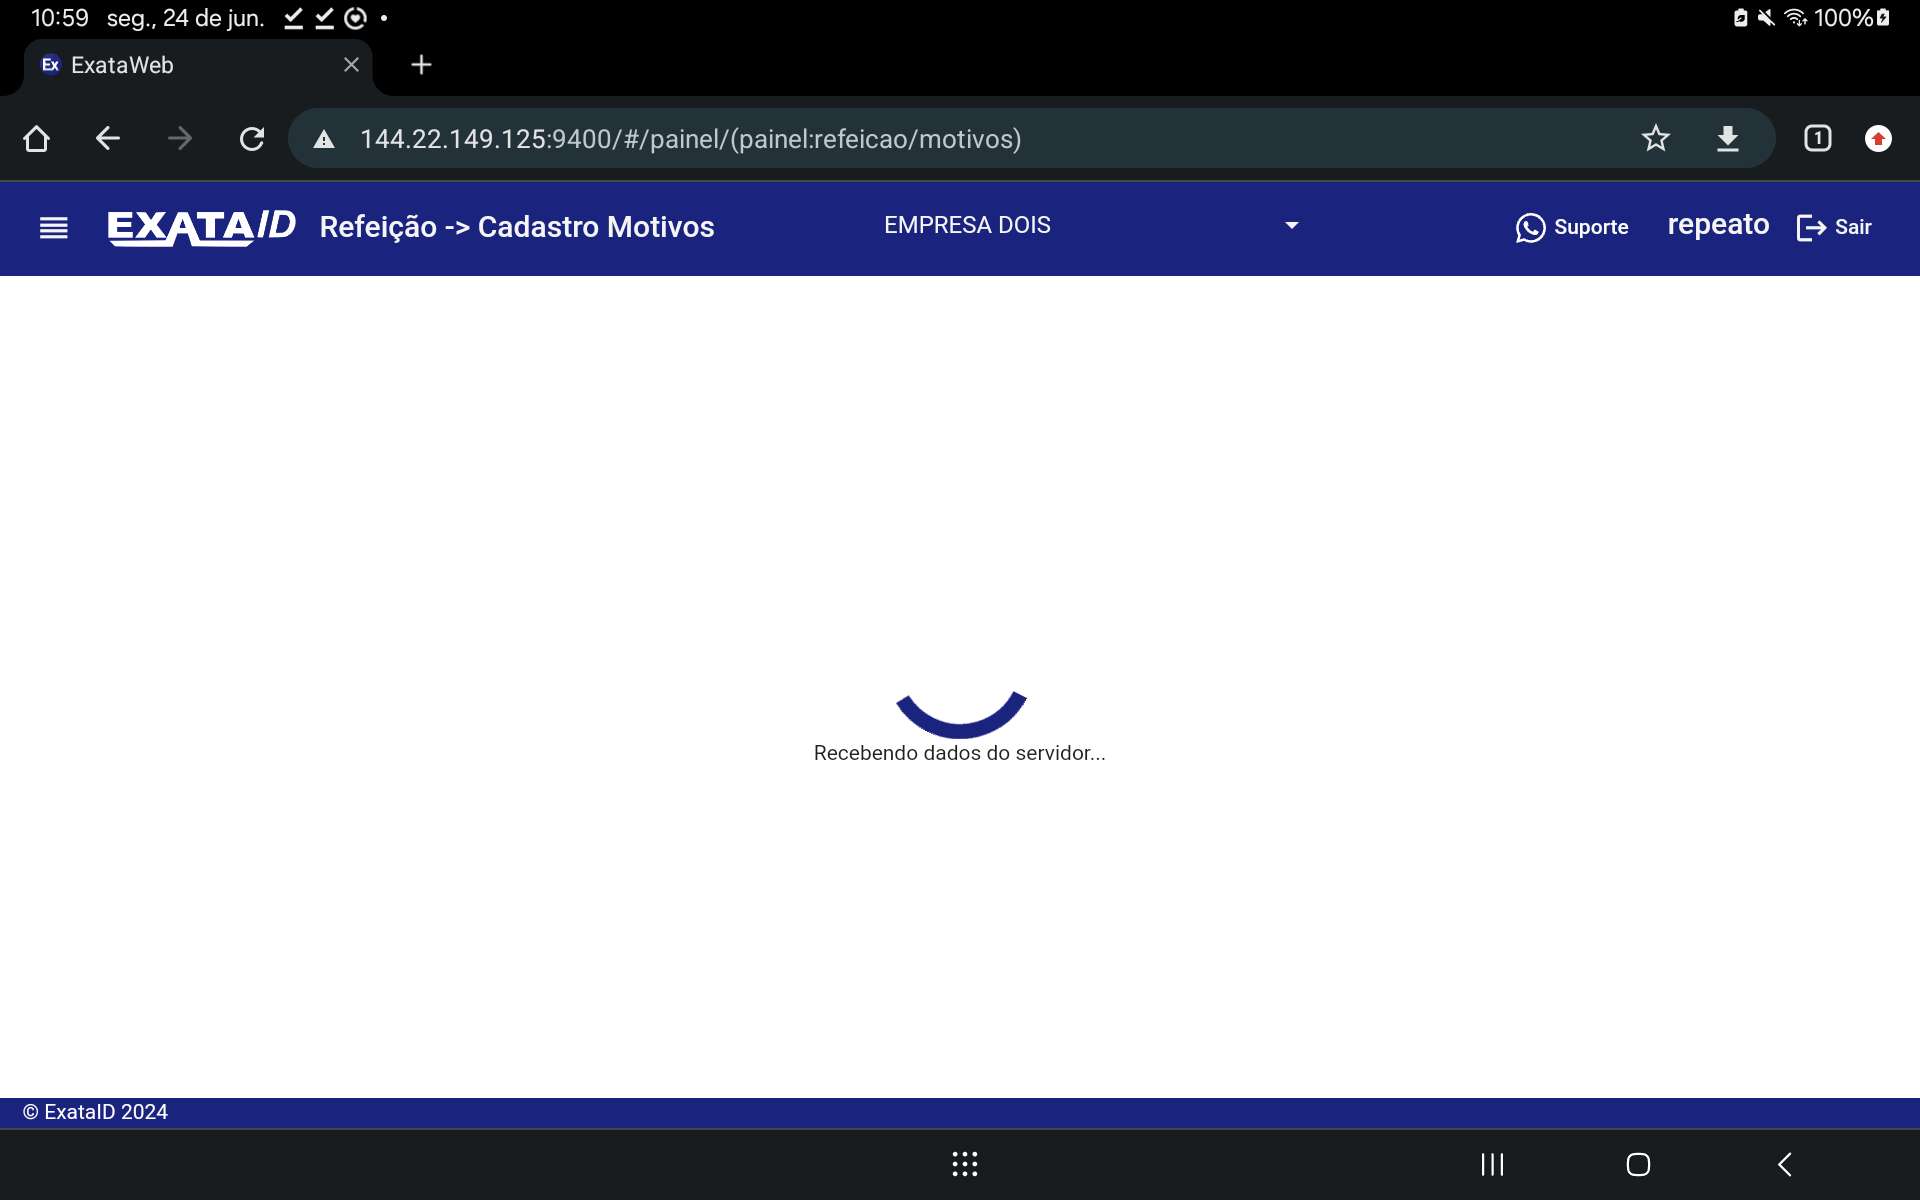 10:59 seg., 24 de jun.
100%
Ex ExataWeb
144.22.149.125:9400/#/painel/(painel:refeicao/motivos)
1
EXATAID Refeição -> Cadastro Motivos EMPRESA DOIS Suporte repeato Sair
Recebendo dados do servidor...
© ExataID 2024